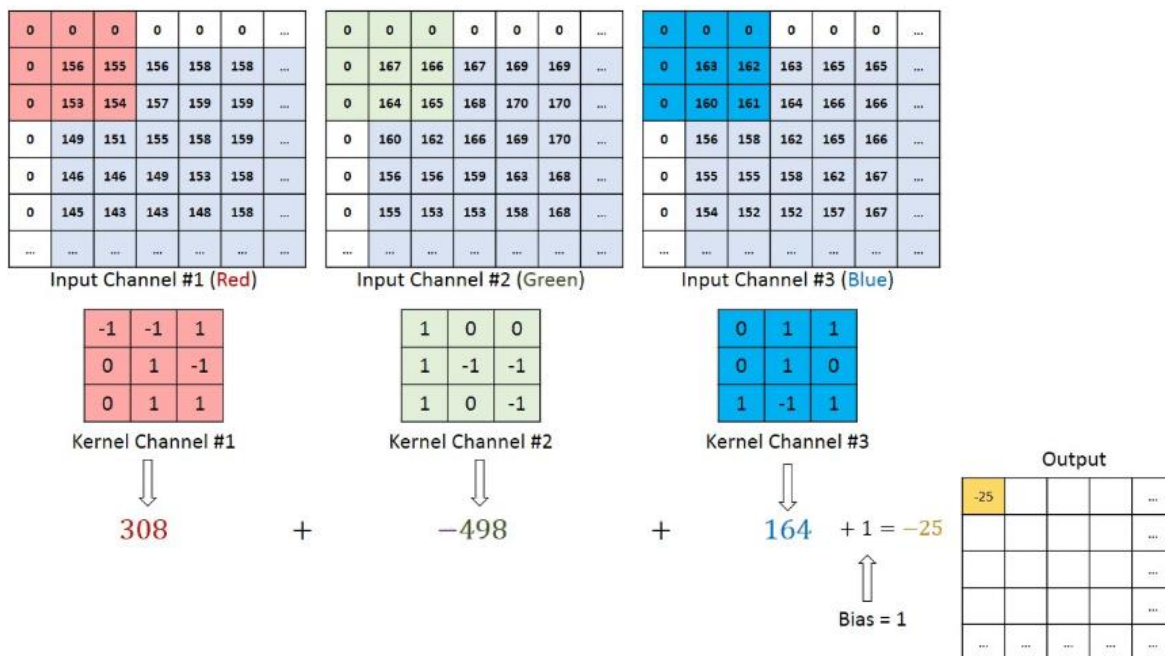 0 0 0 0 0 0 ...
0 156 155 156 158 158 ...
0 153 154 157 159 159 ...
0 149 151 155 158 159 ...
0 146 146 149 153 158 ...
0 145 143 143 148 158 ...
... ... ... ... ... ... ...
Input Channel #1 (Red)
0 0 0 0 0 0 ...
0 167 166 167 169 169 ...
0 164 165 168 170 170 ...
0 160 162 166 169 170 ...
0 156 156 159 163 168 ...
0 155 153 153 158 168 ...
... ... ... ... ... ... ...
Input Channel #2 (Green)
0 0 0 0 0 0 ...
0 163 162 163 165 165 ...
0 160 161 164 166 166 ...
0 156 158 162 165 166 ...
0 155 155 158 162 167 ...
0 154 152 152 157 167 ...
... ... ... ... ... ... ...
Input Channel #3 (Blue)
-1 -1 1
0 1 -1
0 1 1
Kernel Channel #1
1 0 0
1 -1 -1
1 0 -1
Kernel Channel #2
0 1 1
0 1 0
1 -1 1
Kernel Channel #3
308 + −498 + 164 + 1 = −25
Bias = 1
Output
-25 ...
...
...
...
... ... ... ... ...